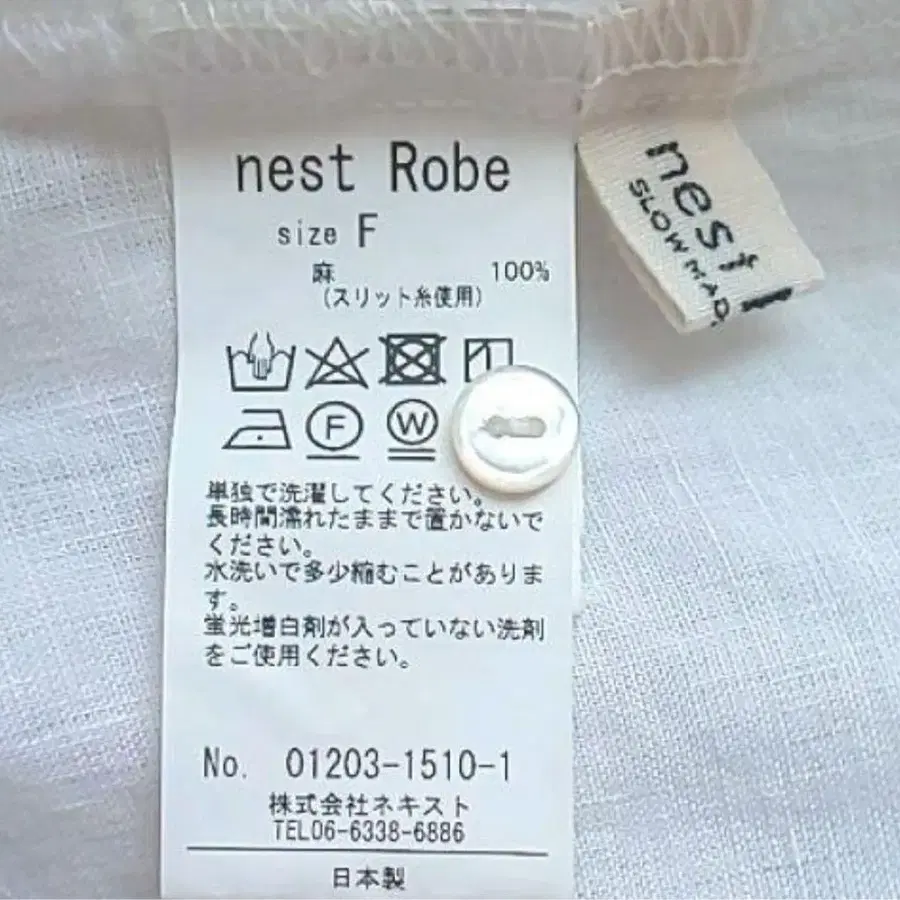 nest Robe
size F
麻 100%
(スリット糸使用)
F
W
単独で洗濯してください。
長時間濡れたままで置かないで
ください。
水洗いで多少縮むことがありま
す。
蛍光増白剤が入っていない洗剤
をご使用ください。
No. 01203-1510-1
株式会社ネキスト
TEL06-6338-6886
日本製
nest
SLOW MAD